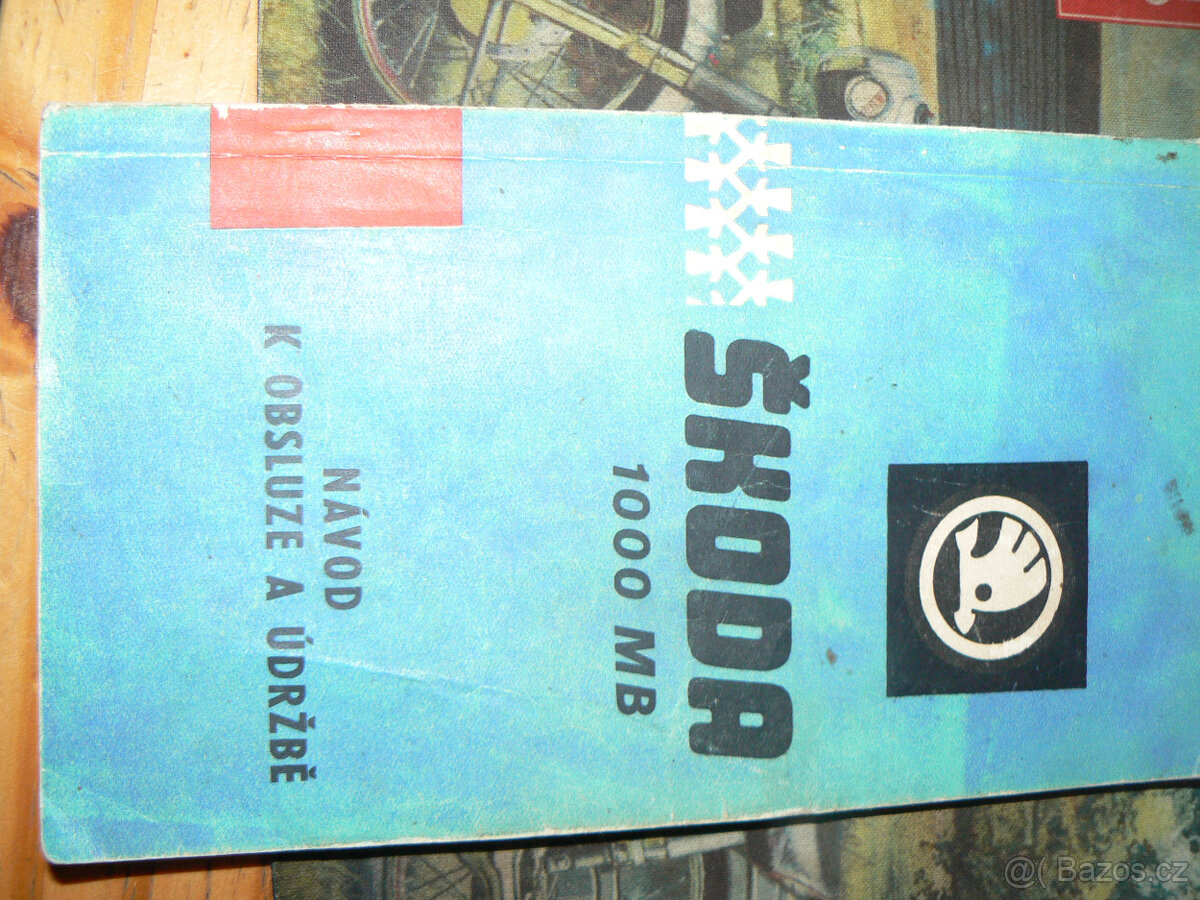 ŠKODA
1000 MB
NÁVOD
K OBSLUZE A ÚDRŽBĚ
@( Bazos.cz